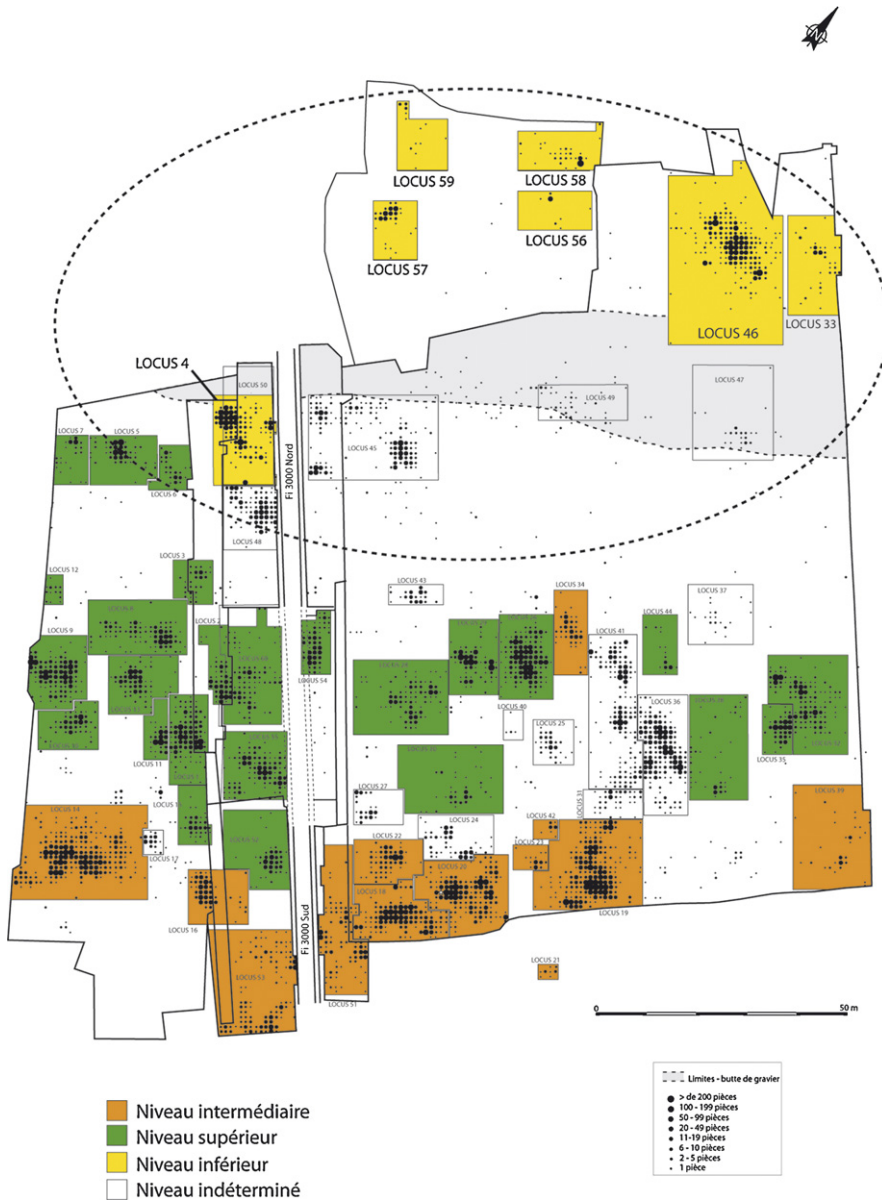 N
LOCUS 59
LOCUS 58
LOCUS 57
LOCUS 56
LOCUS 46
LOCUS 33
LOCUS 4
LOCUS 50
LOCUS 49
LOCUS 47
LOCUS 7
LOCUS 5
LOCUS 6
LOCUS 45
Fi 3000 Nord
LOCUS 48
LOCUS 3
LOCUS 12
LOCUS 43
LOCUS 34
LOCUS 37
LOCUS 44
LOCUS 9
LOCUS 2
LOCUS 41
LOCUS 54
LOCUS 36
LOCUS 40
LOCUS 25
LOCUS 11
LOCUS 35
LOCUS 27
LOCUS 31
LOCUS 24
LOCUS 42
LOCUS 17
LOCUS 22
LOCUS 20
LOCUS 18
LOCUS 16
LOCUS 19
Fi 3000 Sud
LOCUS 53
LOCUS 51
LOCUS 21
0
50 m
Limites - butte de gravier
> de 200 pièces
100 - 199 pièces
50 - 99 pièces
20 - 49 pièces
11-19 pièces
6 - 10 pièces
2 - 5 pièces
1 pièce
Niveau intermédiaire
Niveau supérieur
Niveau inférieur
Niveau indéterminé